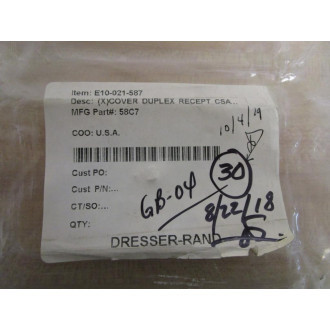 Item: E10-021-587
Desc: (X)COVER DUPLEX RECEPT CSA...
MFG Part#: 58C7
COO: U.S.A.
10/4/19
Cust PO:
Cust P/N:...
CT/SO:...
QTY:
GB-04
30
8/22/18
DRESSER-RAND